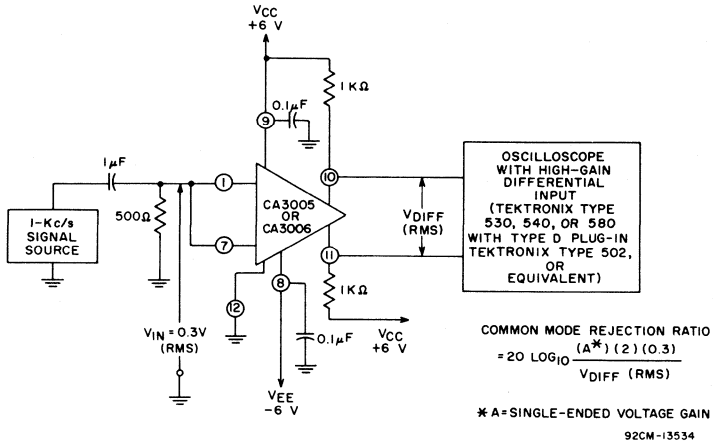 VCC
+6 V
1 KΩ
0.1µF
9
1µF
1
10
OSCILLOSCOPE
WITH HIGH-GAIN
DIFFERENTIAL
INPUT
(TEKTRONIX TYPE
530, 540, OR 580
WITH TYPE D PLUG-IN
TEKTRONIX TYPE 502,
OR
EQUIVALENT)
CA3005
OR
CA3006
VDIFF
(RMS)
1-Kc/s
SIGNAL
SOURCE
500Ω
7
11
12
8
1KΩ
VIN = 0.3V
(RMS)
0.1µF
VCC
+6 V
VEE
-6 V
COMMON MODE REJECTION RATIO
= 20 LOG10 (A*) (2) (0.3)
VDIFF (RMS)
* A= SINGLE-ENDED VOLTAGE GAIN
92CM-13534